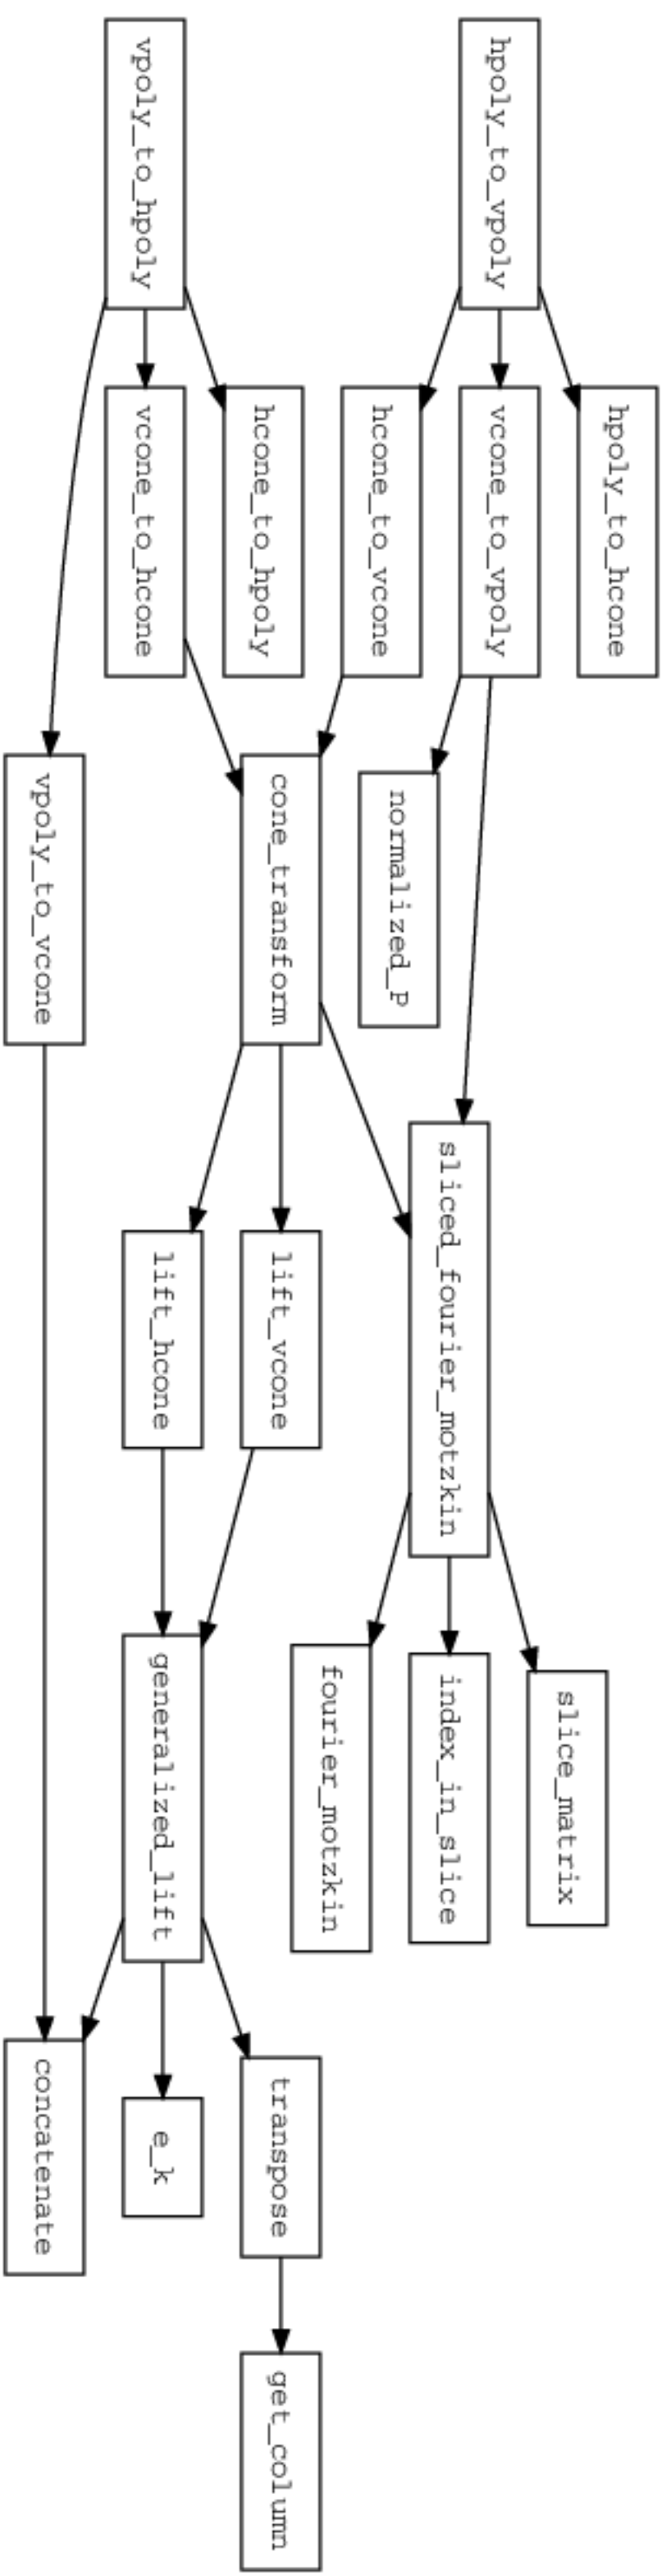 hpoly_to_vpoly
vpoly_to_hpoly
hpoly_to_hcone
vcone_to_vpoly
hcone_to_vcone
hcone_to_hpoly
vcone_to_hcone
normalized_p
cone_transform
vpoly_to_vcone
sliced_fourier_motzkin
lift_vcone
lift_hcone
slice_matrix
index_in_slice
fourier_motzkin
generalized_lift
transpose
e_k
concatenate
get_column